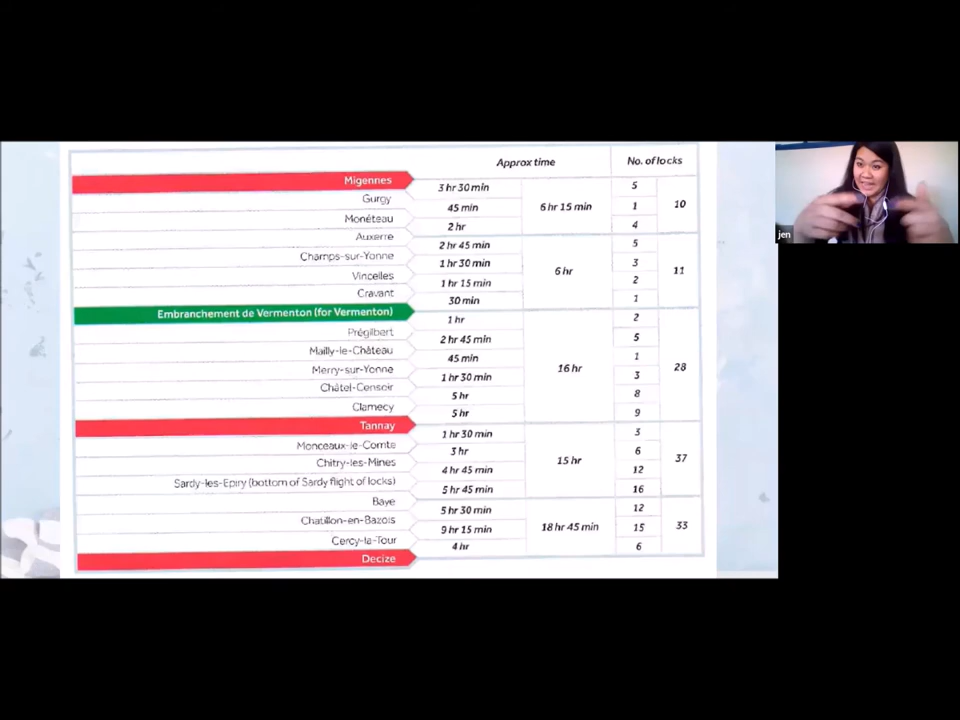 Approx time No. of locks
Migennes
3 hr 30 min 5
Gurgy
45 min 6 hr 15 min 1 10
Monéteau
2 hr 4
Auxerre
2 hr 45 min 5
Champs-sur-Yonne
1 hr 30 min 6 hr 3 11
Vincelles
1 hr 15 min 2
Cravant
30 min 1
Embranchement de Vermenton (for Vermenton)
1 hr 2
Prégilbert
2 hr 45 min 5
Mailly-le-Château
45 min 16 hr 1 28
Merry-sur-Yonne
1 hr 30 min 3
Châtel-Censoir
5 hr 8
Clamecy
5 hr 9
Tannay
1 hr 30 min 3
Monceaux-le-Comte
3 hr 6
Chitry-les-Mines 15 hr 37
4 hr 45 min 12
Sardy-les-Epiry (bottom of Sardy flight of locks)
5 hr 45 min 16
Baye
5 hr 30 min 12
Chatillon-en-Bazois
9 hr 15 min 18 hr 45 min 15 33
Cercy-la-Tour
4 hr 6
Decize
jen